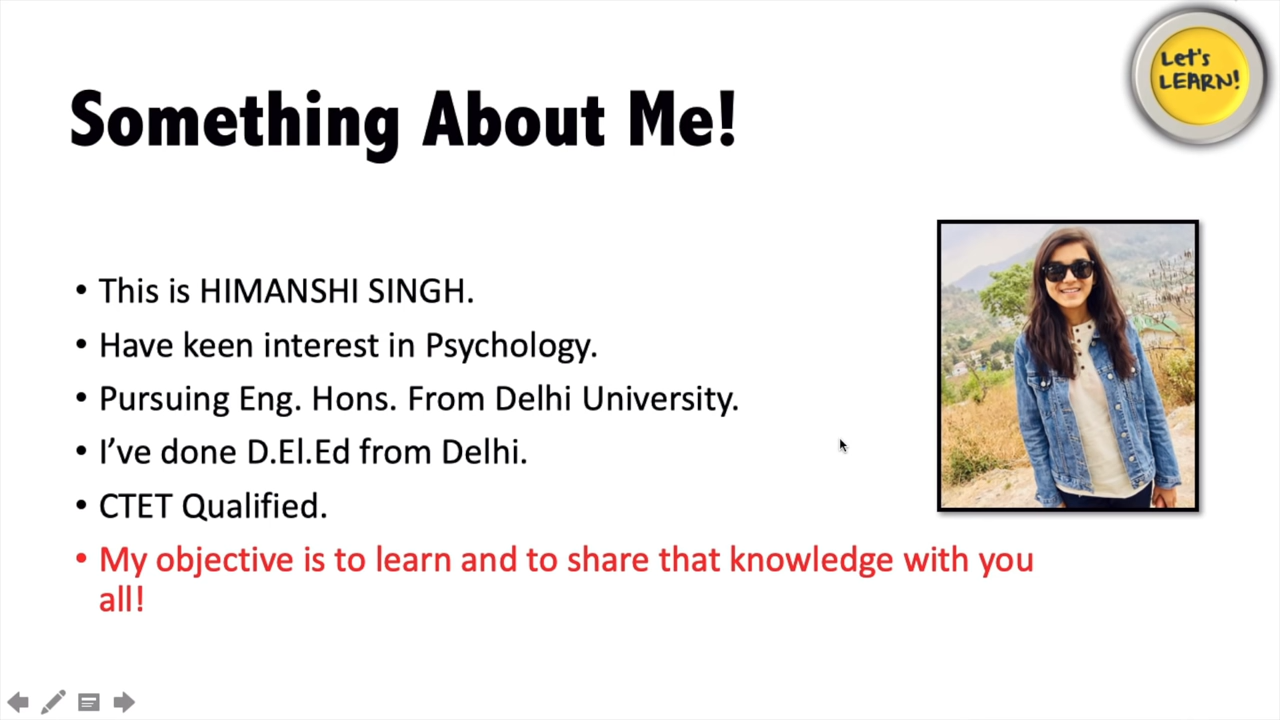 Let's
LEARN!
Something About Me!
• This is HIMANSHI SINGH.
• Have keen interest in Psychology.
• Pursuing Eng. Hons. From Delhi University.
• I’ve done D.El.Ed from Delhi.
• CTET Qualified.
• My objective is to learn and to share that knowledge with you
all!